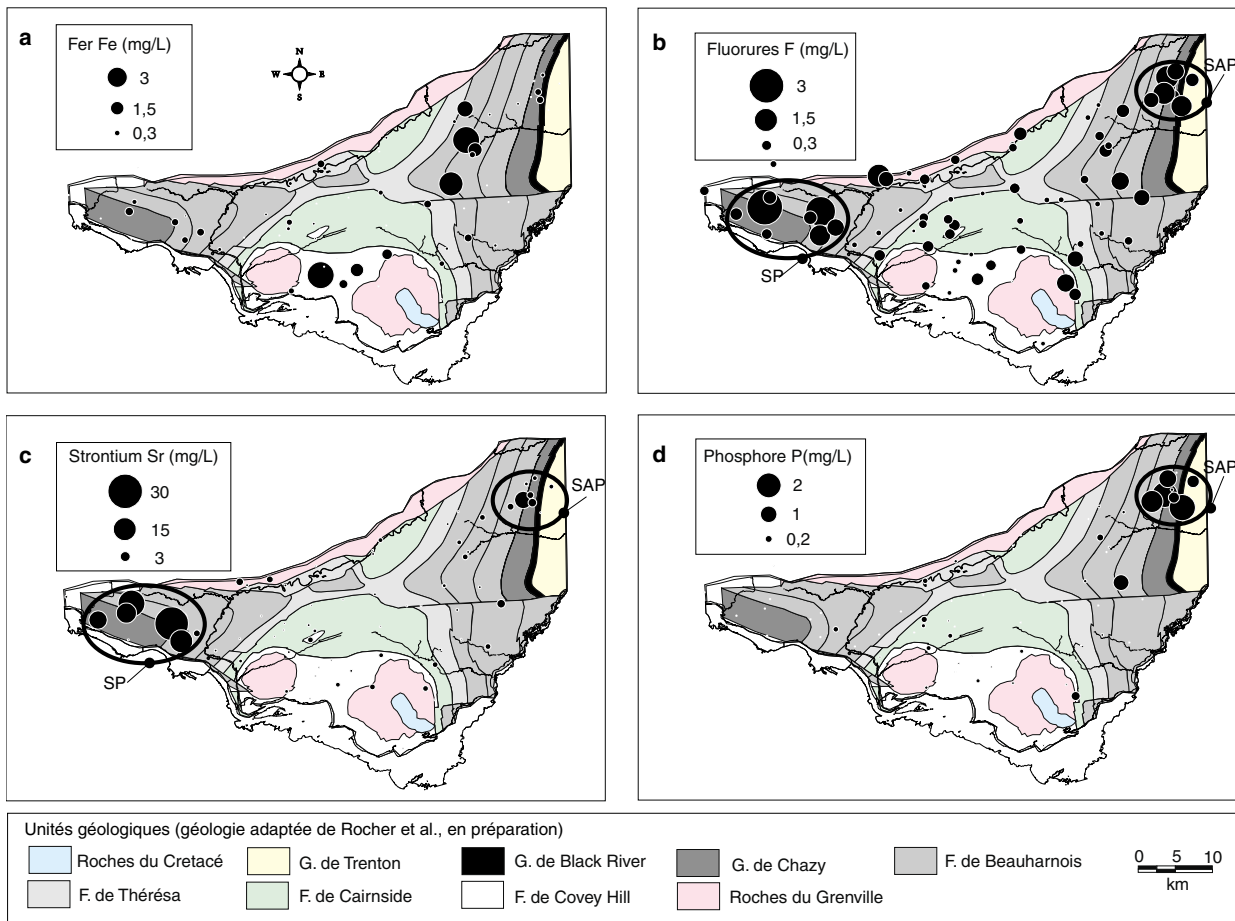 a
Fer Fe (mg/L)
3
1,5
0,3
N
W E
S
b
Fluorures F (mg/L)
3
1,5
0,3
SAP
SP
c
Strontium Sr (mg/L)
30
15
3
SAP
SP
d
Phosphore P(mg/L)
2
1
0,2
SAP
Unités géologiques (géologie adaptée de Rocher et al., en préparation)
Roches du Cretacé
G. de Trenton
G. de Black River
G. de Chazy
F. de Beauharnois
F. de Thérésa
F. de Cairnside
F. de Covey Hill
Roches du Grenville
0 5 10
km